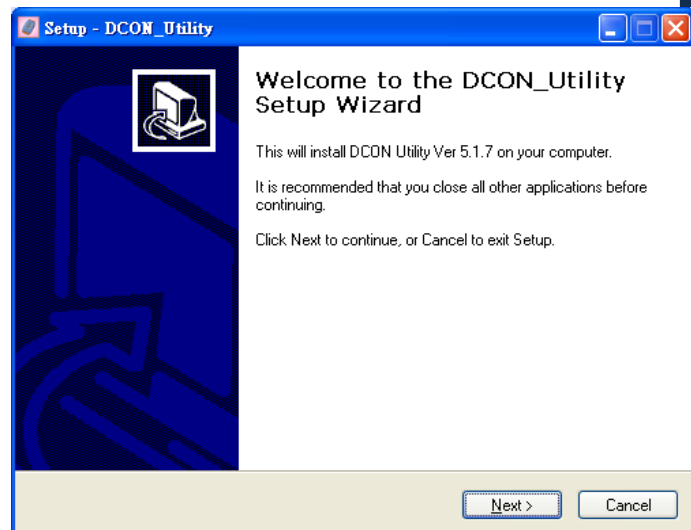 Setup - DCON_Utility
Welcome to the DCON_Utility
Setup Wizard
This will install DCON Utility Ver 5.1.7 on your computer.
It is recommended that you close all other applications before
continuing.
Click Next to continue, or Cancel to exit Setup.
Next >
Cancel